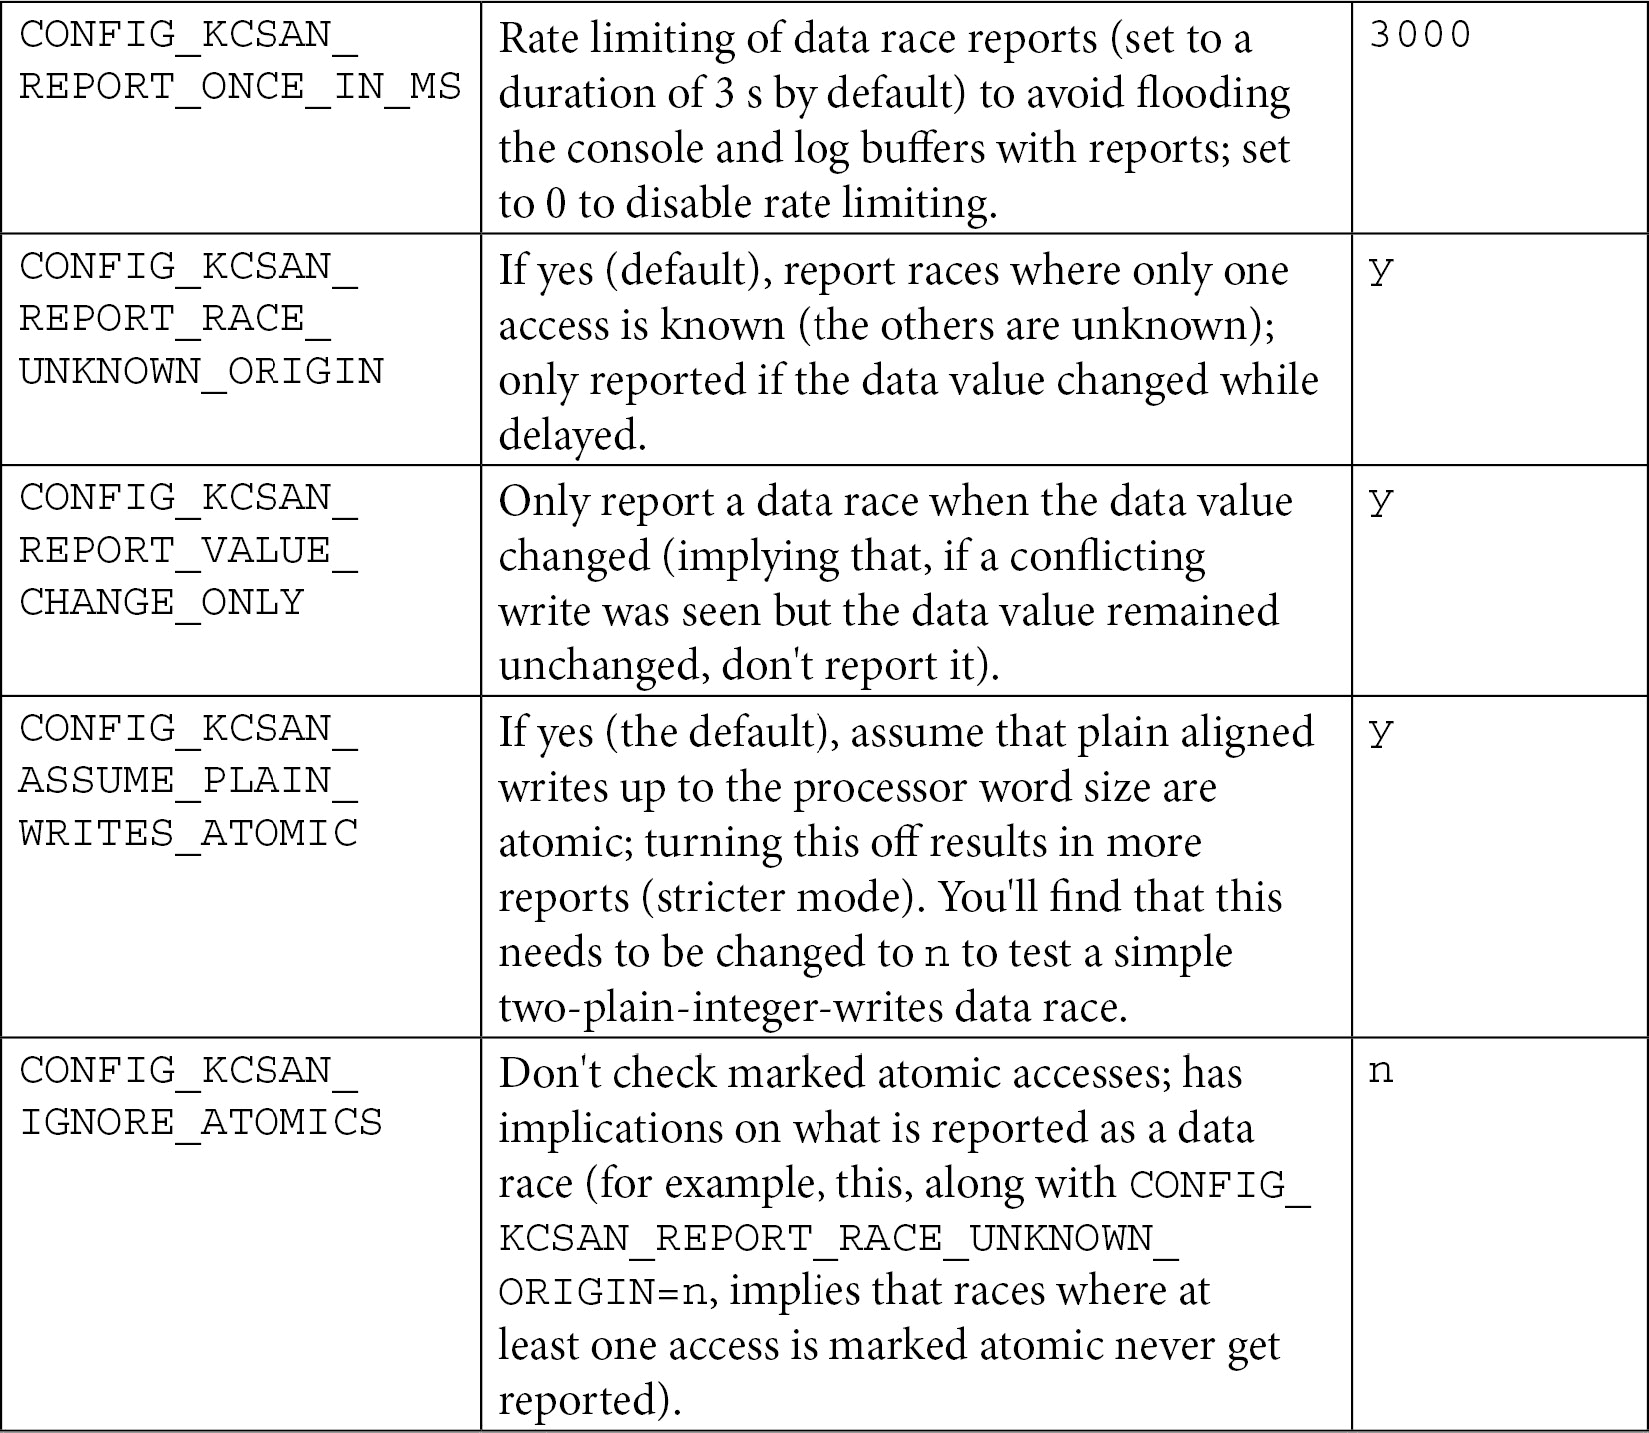 CONFIG_KCSAN_
REPORT_ONCE_IN_MS
Rate limiting of data race reports (set to a
duration of 3 s by default) to avoid flooding
the console and log buffers with reports; set
to 0 to disable rate limiting.
3000
CONFIG_KCSAN_
REPORT_RACE_
UNKNOWN_ORIGIN
If yes (default), report races where only one
access is known (the others are unknown);
only reported if the data value changed while
delayed.
y
CONFIG_KCSAN_
REPORT_VALUE_
CHANGE_ONLY
Only report a data race when the data value
changed (implying that, if a conflicting
write was seen but the data value remained
unchanged, don't report it).
y
CONFIG_KCSAN_
ASSUME_PLAIN_
WRITES_ATOMIC
If yes (the default), assume that plain aligned
writes up to the processor word size are
atomic; turning this off results in more
reports (stricter mode). You'll find that this
needs to be changed to n to test a simple
two-plain-integer-writes data race.
y
CONFIG_KCSAN_
IGNORE_ATOMICS
Don't check marked atomic accesses; has
implications on what is reported as a data
race (for example, this, along with CONFIG_
KCSAN_REPORT_RACE_UNKNOWN_
ORIGIN=n, implies that races where at
least one access is marked atomic never get
reported).
n